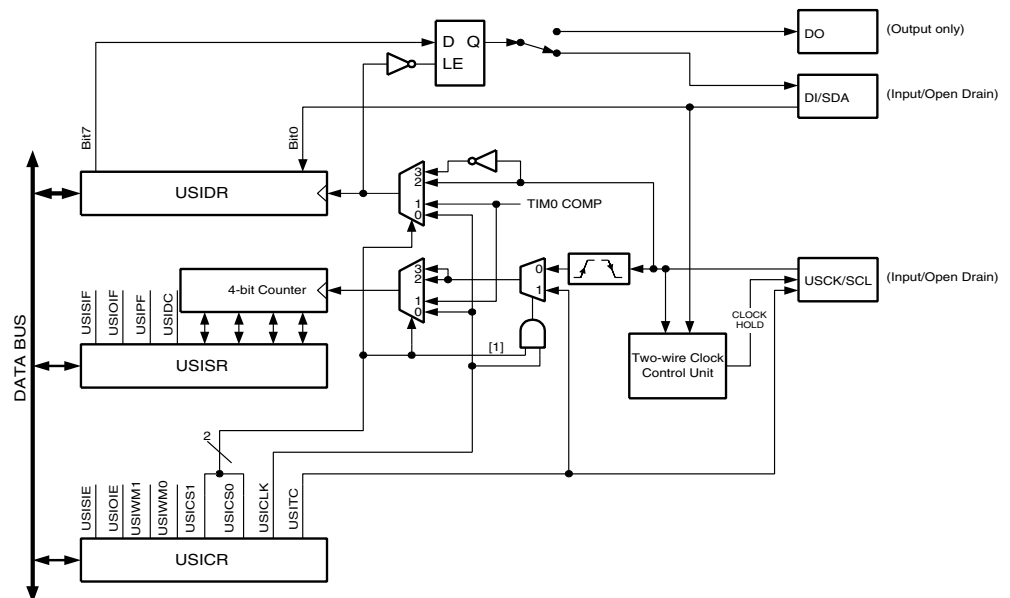 D Q
LE
DO
(Output only)
DI/SDA
(Input/Open Drain)
Bit7
Bit0
USIDR
3
2
1
0
TIM0 COMP
DATA BUS
4-bit Counter
3
2
1
0
0
1
USCK/SCL
(Input/Open Drain)
CLOCK
HOLD
USISIF
USIOIF
USIPF
USIDC
USISR
[1]
Two-wire Clock
Control Unit
2
USISIE
USIOIE
USIWM1
USIWM0
USICS1
USICS0
USICLK
USITC
USICR